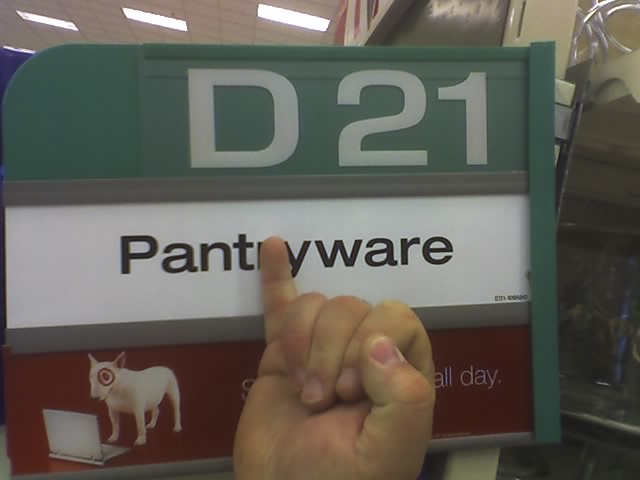 D 21
Pantryware
all day.